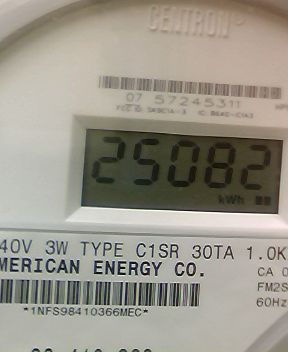 CENTRON
07 57245311
25082
kWh
40V 3W TYPE C1SR 30TA 1.0K
MERICAN ENERGY CO.
CA 0
FM2S
*1NFS98410366MEC*
60Hz